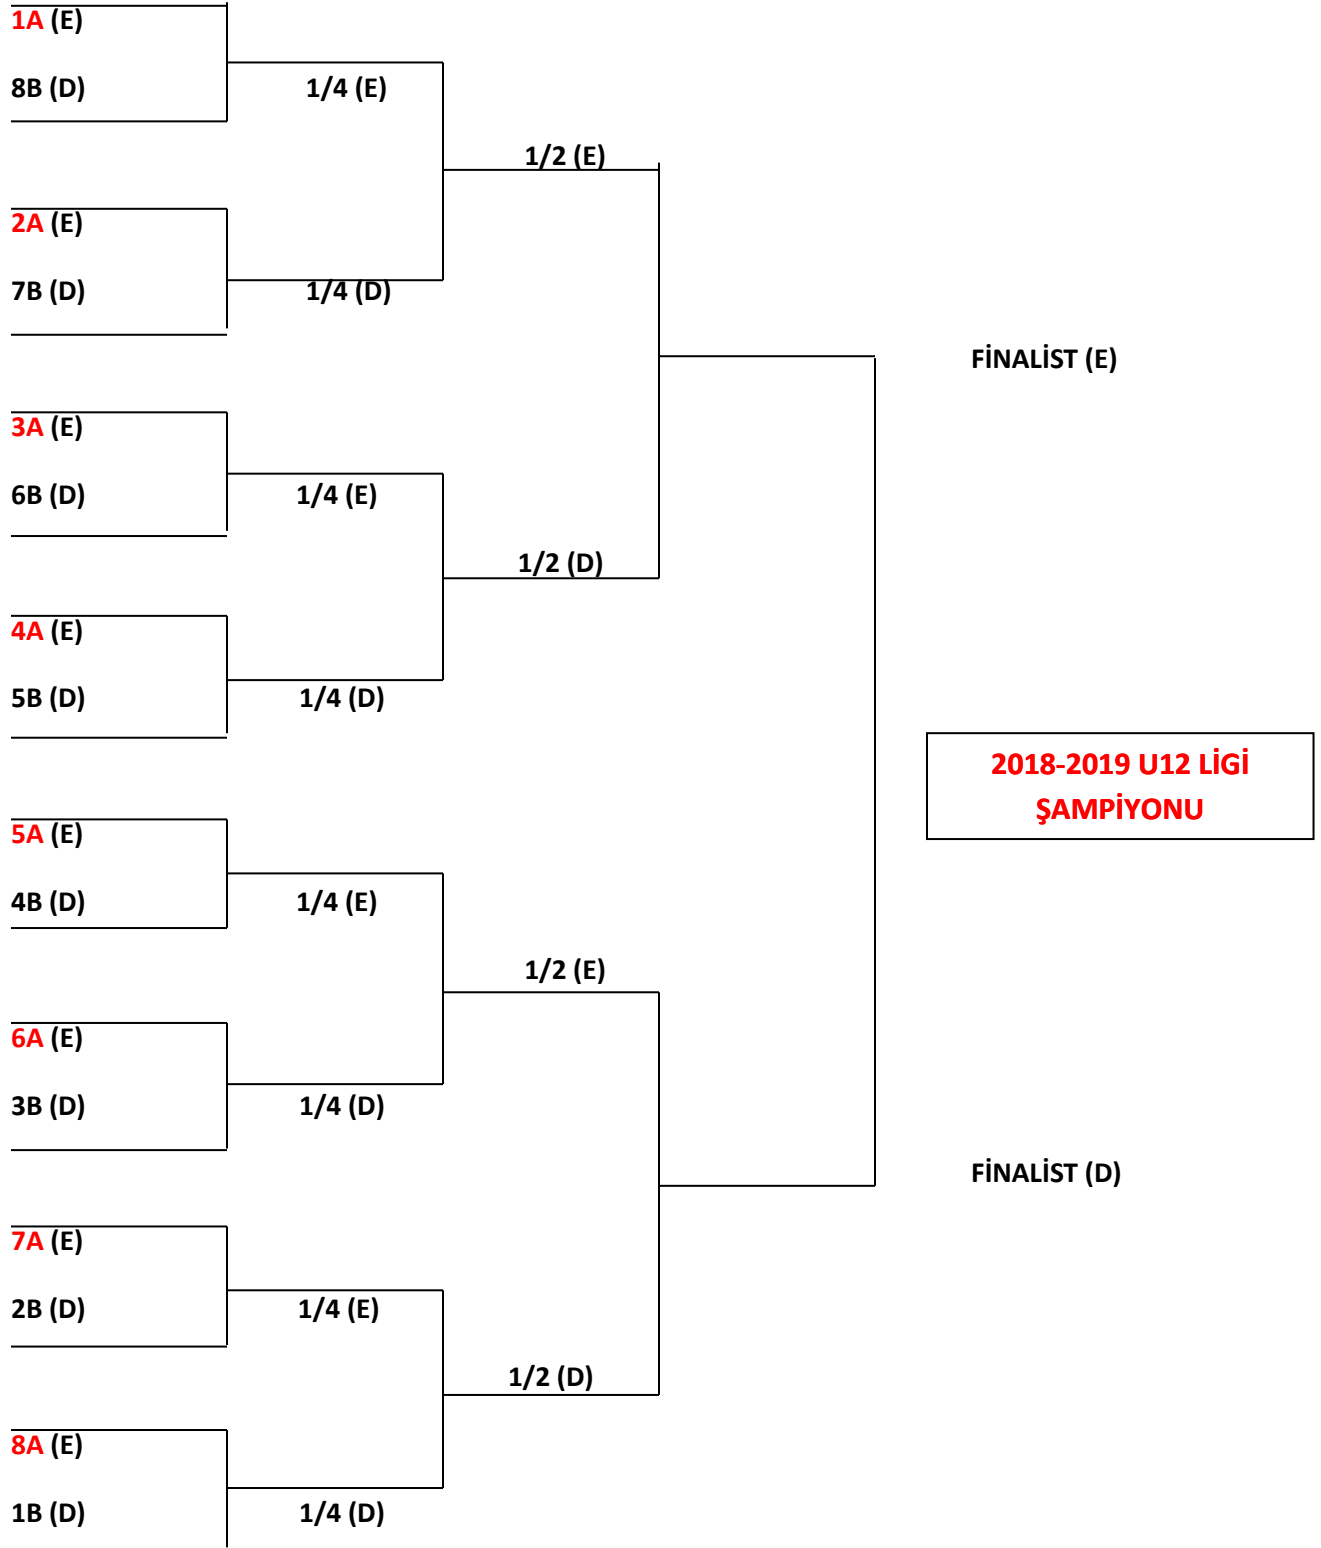 1A (E)
8B (D)
1/4 (E)
1/2 (E)
2A (E)
7B (D)
1/4 (D)
FİNALİST (E)
3A (E)
6B (D)
1/4 (E)
1/2 (D)
4A (E)
5B (D)
1/4 (D)
2018-2019 U12 LİGİ
ŞAMPİYONU
5A (E)
4B (D)
1/4 (E)
1/2 (E)
6A (E)
3B (D)
1/4 (D)
FİNALİST (D)
7A (E)
2B (D)
1/4 (E)
1/2 (D)
8A (E)
1B (D)
1/4 (D)